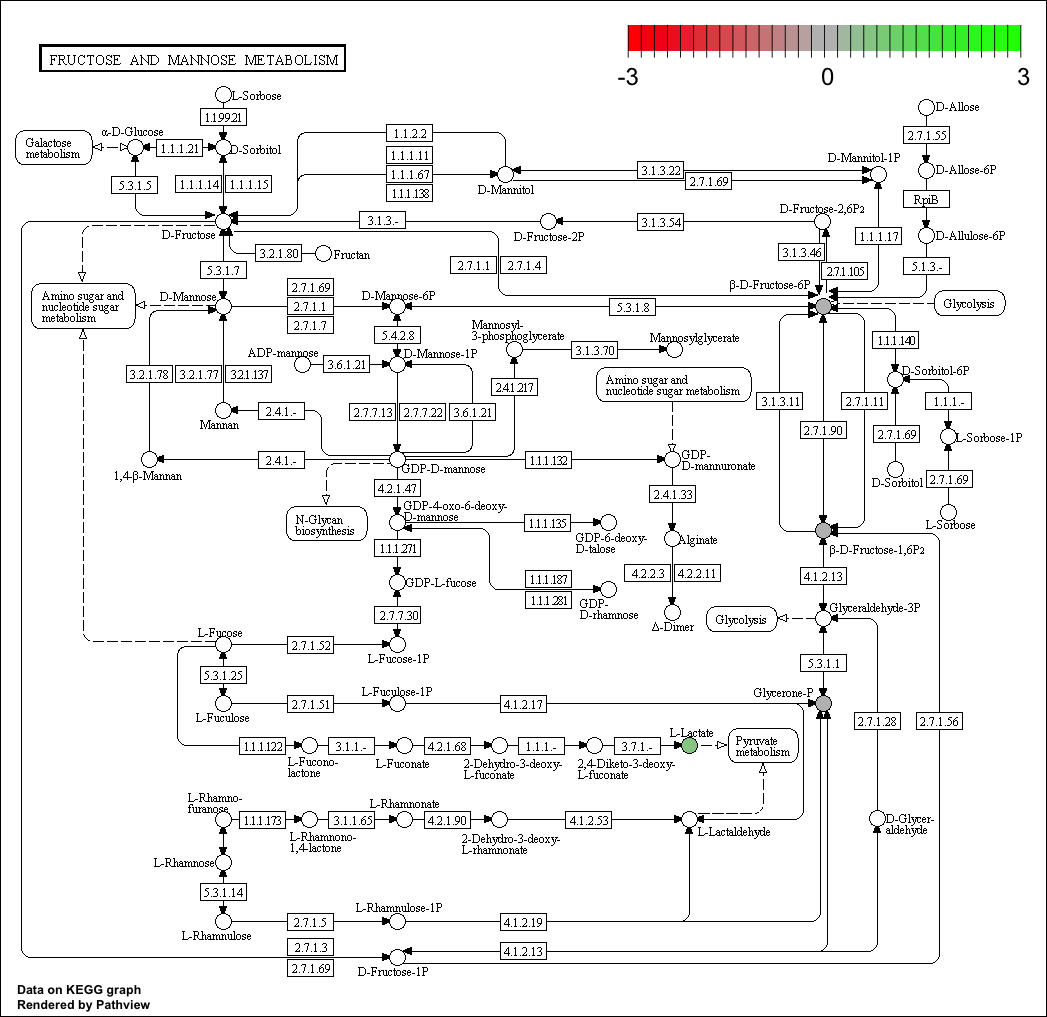 FRUCTOSE AND MANNOSE METABOLISM
-3
0
3
L-Sorbose
1.1.99.21
α-D-Glucose
Galactose
metabolism
1.1.1.21
D-Sorbitol
5.3.1.5
1.1.1.14
1.1.1.15
1.1.2.2
1.1.1.11
1.1.1.67
1.1.1.138
D-Mannitol
3.1.3.22
2.7.1.69
D-Mannitol-1P
D-Allose
2.7.1.55
D-Allose-6P
RpiB
D-Allulose-6P
5.1.3.-
D-Fructose
3.1.3.-
D-Fructose-2P
3.1.3.54
D-Fructose-2,6P2
1.1.1.17
3.1.3.46
2.7.1.105
3.2.1.80
Fructan
2.7.1.1
2.7.1.4
5.3.1.7
β-D-Fructose-6P
Glycolysis
Amino sugar and
nucleotide sugar
metabolism
D-Mannose
2.7.1.69
2.7.1.1
2.7.1.7
D-Mannose-6P
5.3.1.8
5.4.2.8
Mannosyl-
3-phosphoglycerate
3.1.3.70
Mannosylglycerate
1.1.1.140
ADP-mannose
3.6.1.21
D-Mannose-1P
D-Sorbitol-6P
3.2.1.78
3.2.1.77
3.2.1.137
2.4.1.217
Amino sugar and
nucleotide sugar metabolism
3.1.3.11
2.7.1.11
1.1.1.-
Mannan
2.4.1.-
2.7.7.13
2.7.7.22
3.6.1.21
2.7.1.90
2.7.1.69
L-Sorbose-1P
1,4-β-Mannan
2.4.1.-
GDP-D-mannose
1.1.1.132
GDP-
D-mannuronate
D-Sorbitol
2.7.1.69
4.2.1.47
2.4.1.33
L-Sorbose
N-Glycan
biosynthesis
GDP-4-oxo-6-deoxy-
D-mannose
1.1.1.135
GDP-6-deoxy-
D-talose
Alginate
β-D-Fructose-1,6P2
1.1.1.271
GDP-L-fucose
1.1.1.187
1.1.1.281
GDP-
D-rhamnose
4.2.2.3
4.2.2.11
4.1.2.13
2.7.7.30
Δ-Dimer
Glycolysis
Glyceraldehyde-3P
L-Fucose
2.7.1.52
L-Fucose-1P
5.3.1.1
5.3.1.25
L-Fuculose
2.7.1.51
L-Fuculose-1P
4.1.2.17
Glycerone-P
2.7.1.28
2.7.1.56
1.1.1.122
L-Fucono-
lactone
3.1.1.-
L-Fuconate
4.2.1.68
2-Dehydro-3-deoxy-
L-fuconate
1.1.1.-
2,4-Diketo-3-deoxy-
L-fuconate
3.7.1.-
L-Lactate
Pyruvate
metabolism
L-Rhamno-
furanose
1.1.1.173
L-Rhamnono-
1,4-lactone
3.1.1.65
L-Rhamnonate
4.2.1.90
2-Dehydro-3-deoxy-
L-rhamnonate
4.1.2.53
L-Lactaldehyde
D-Glycer-
aldehyde
L-Rhamnose
5.3.1.14
L-Rhamnulose
2.7.1.5
L-Rhamnulose-1P
4.1.2.19
2.7.1.3
2.7.1.69
D-Fructose-1P
4.1.2.13
Data on KEGG graph
Rendered by Pathview